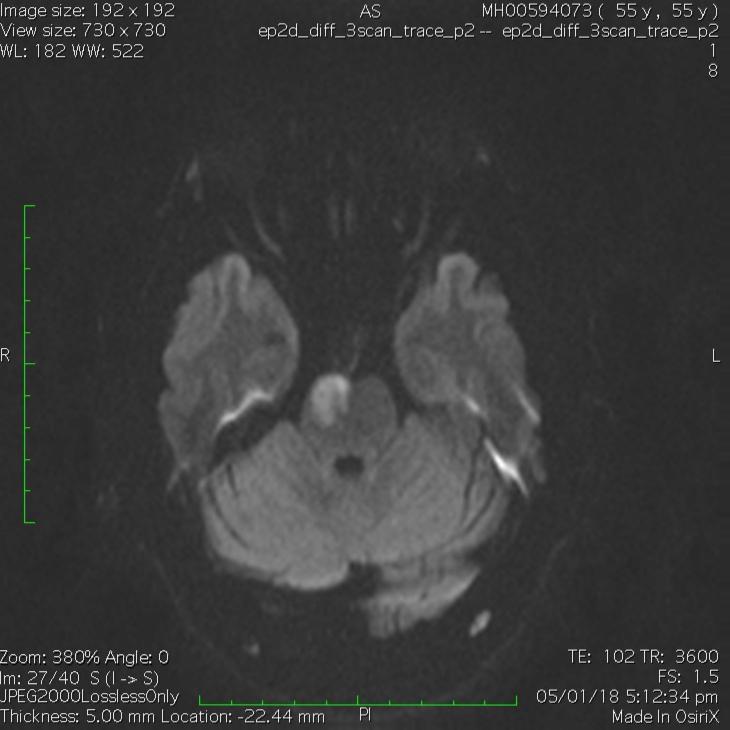 Image size: 192 x 192
View size: 730 x 730
WL: 182 WW: 522
AS
MH00594073 ( 55 y, 55 y)
ep2d_diff_3scan_trace_p2 -- ep2d_diff_3scan_trace_p2
1
8
R
L
Zoom: 380% Angle: 0
Im: 27/40 S (I -> S)
JPEG2000LosslessOnly
Thickness: 5.00 mm Location: -22.44 mm
PI
TE: 102 TR: 3600
FS: 1.5
05/01/18 5:12:34 pm
Made In OsiriX